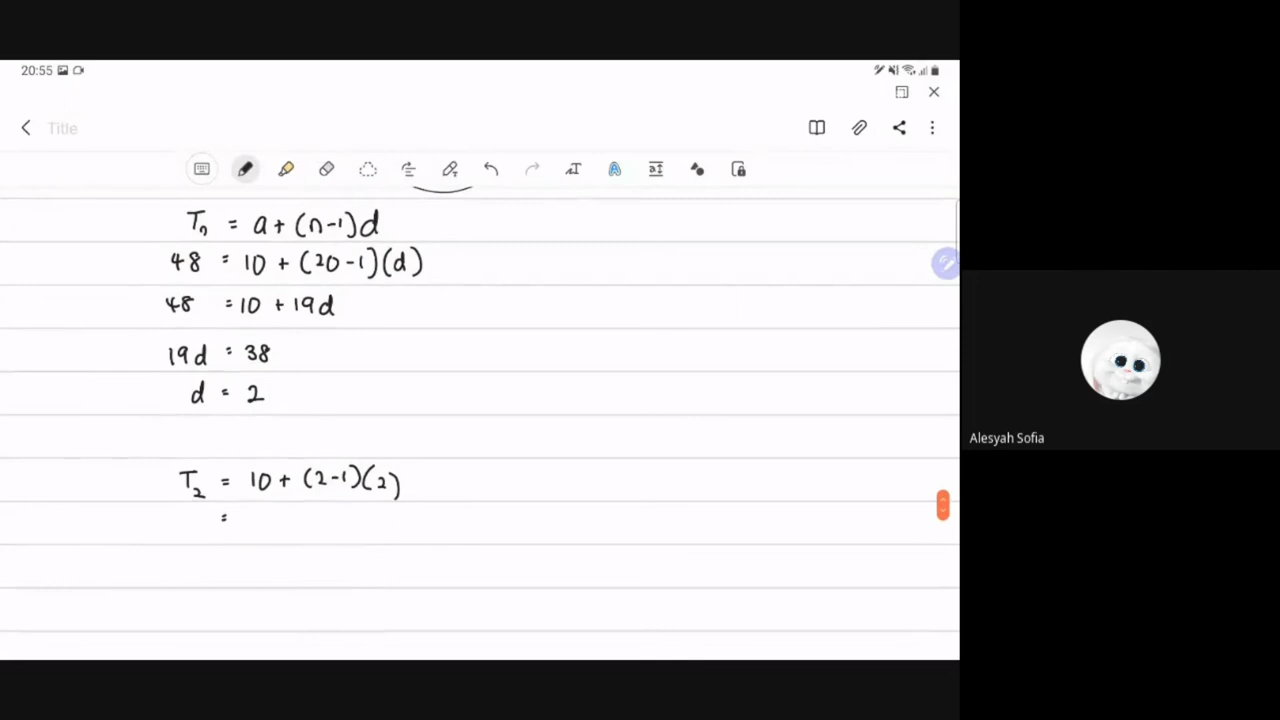 20:55
Title
Tn = a + (n-1)d
48 = 10 + (20-1)(d)
48 = 10 + 19d
19d = 38
d = 2
T2 = 10 + (2-1)(2)
=
Alesyah Sofia